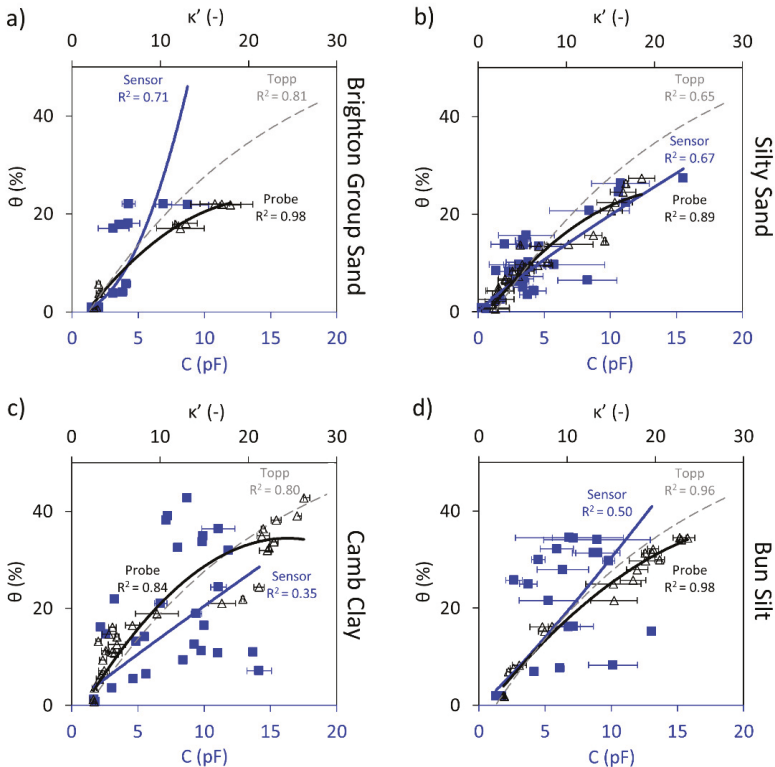 a)
κ' (-)
0 10 20 30
Sensor
R² = 0.71
Topp
R² = 0.81
Probe
R² = 0.98
θ (%)
40
20
0
0 5 10 15 20
C (pF)
Brighton Group Sand
b)
κ' (-)
0 10 20 30
Topp
R² = 0.65
Sensor
R² = 0.67
Probe
R² = 0.89
θ (%)
40
20
0
0 5 10 15 20
C (pF)
Silty Sand
c)
κ' (-)
0 10 20 30
Topp
R² = 0.80
Probe
R² = 0.84
Sensor
R² = 0.35
θ (%)
40
20
0
0 5 10 15 20
C (pF)
Camb Clay
d)
κ' (-)
0 10 20 30
Sensor
R² = 0.50
Topp
R² = 0.96
Probe
R² = 0.98
θ (%)
40
20
0
0 5 10 15 20
C (pF)
Bun Silt